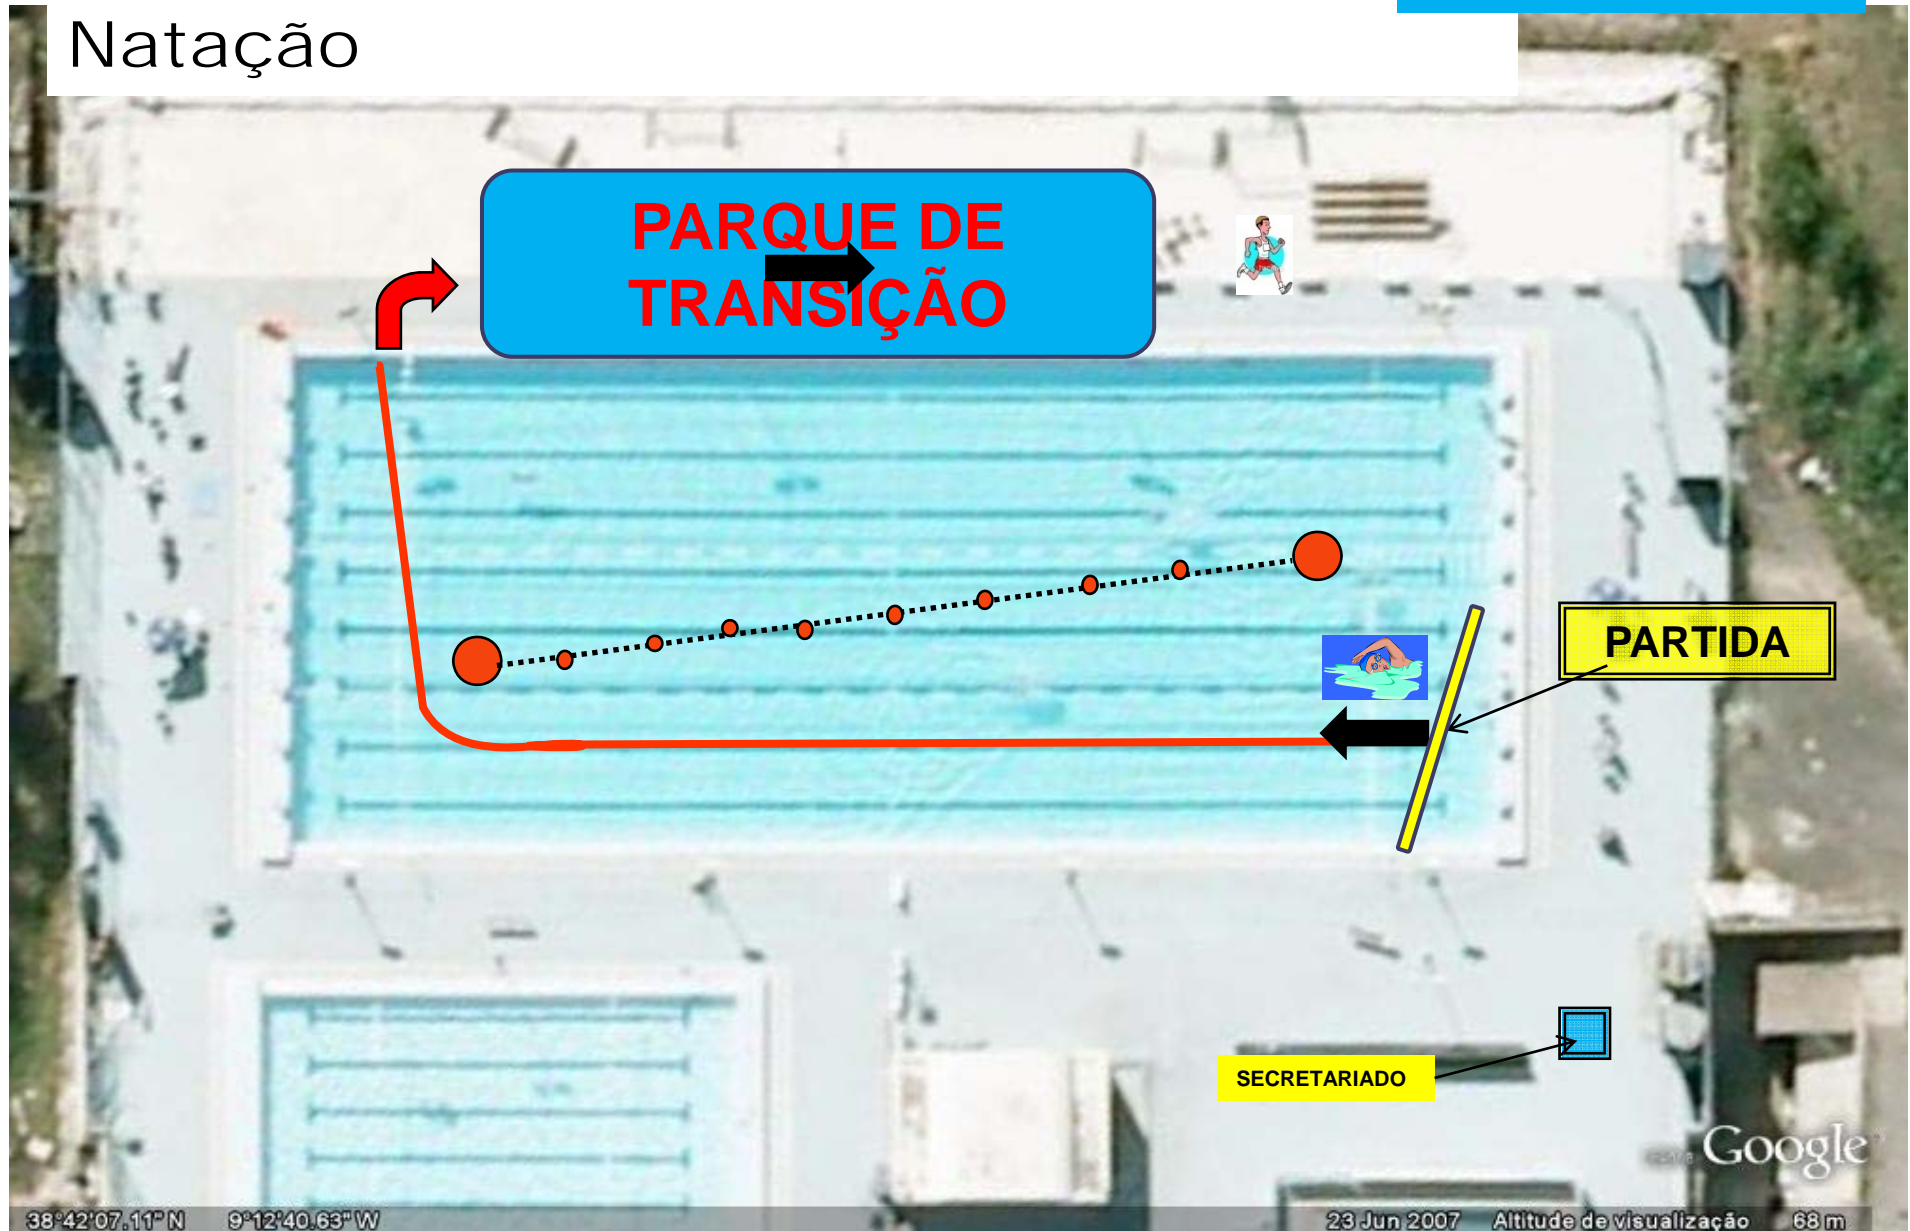 Natação
PARQUE DE
TRANSIÇÃO
PARTIDA
SECRETARIADO
Google
38°42'07.11" N 9°12'40.63" W 23 Jun 2007 Altitude de visualização 68 m